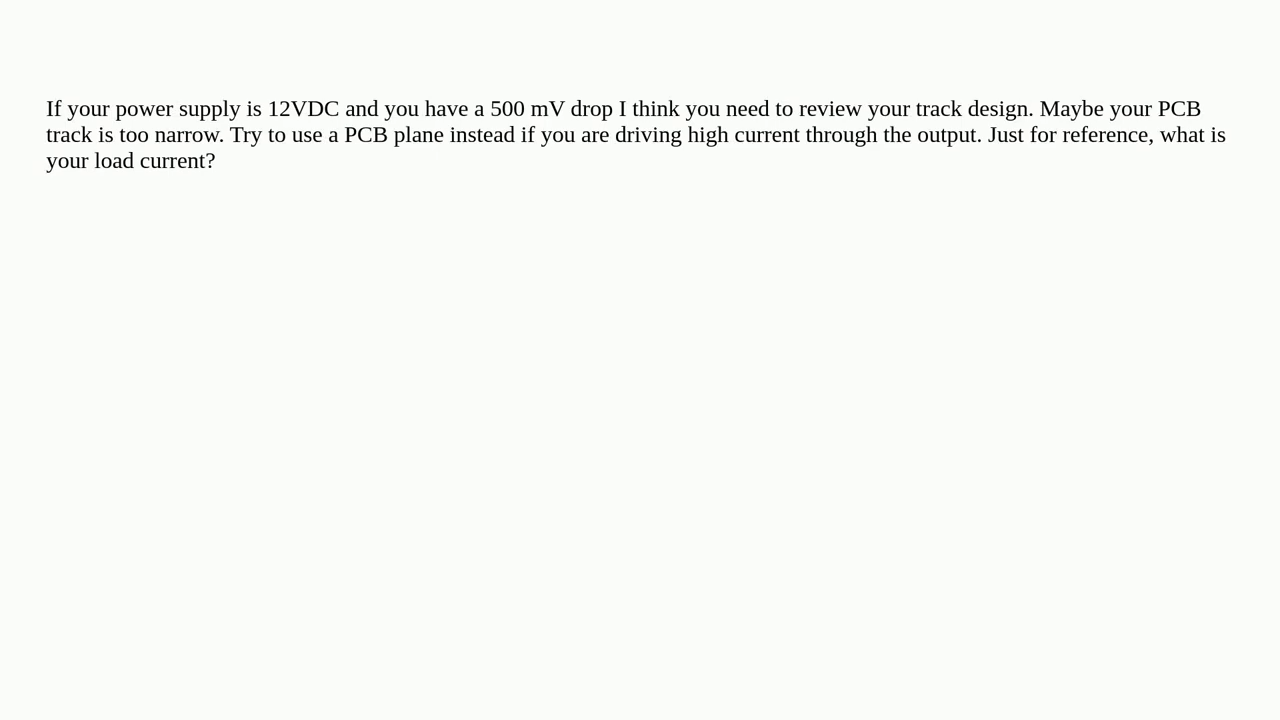 If your power supply is 12VDC and you have a 500 mV drop I think you need to review your track design. Maybe your PCB
track is too narrow. Try to use a PCB plane instead if you are driving high current through the output. Just for reference, what is
your load current?